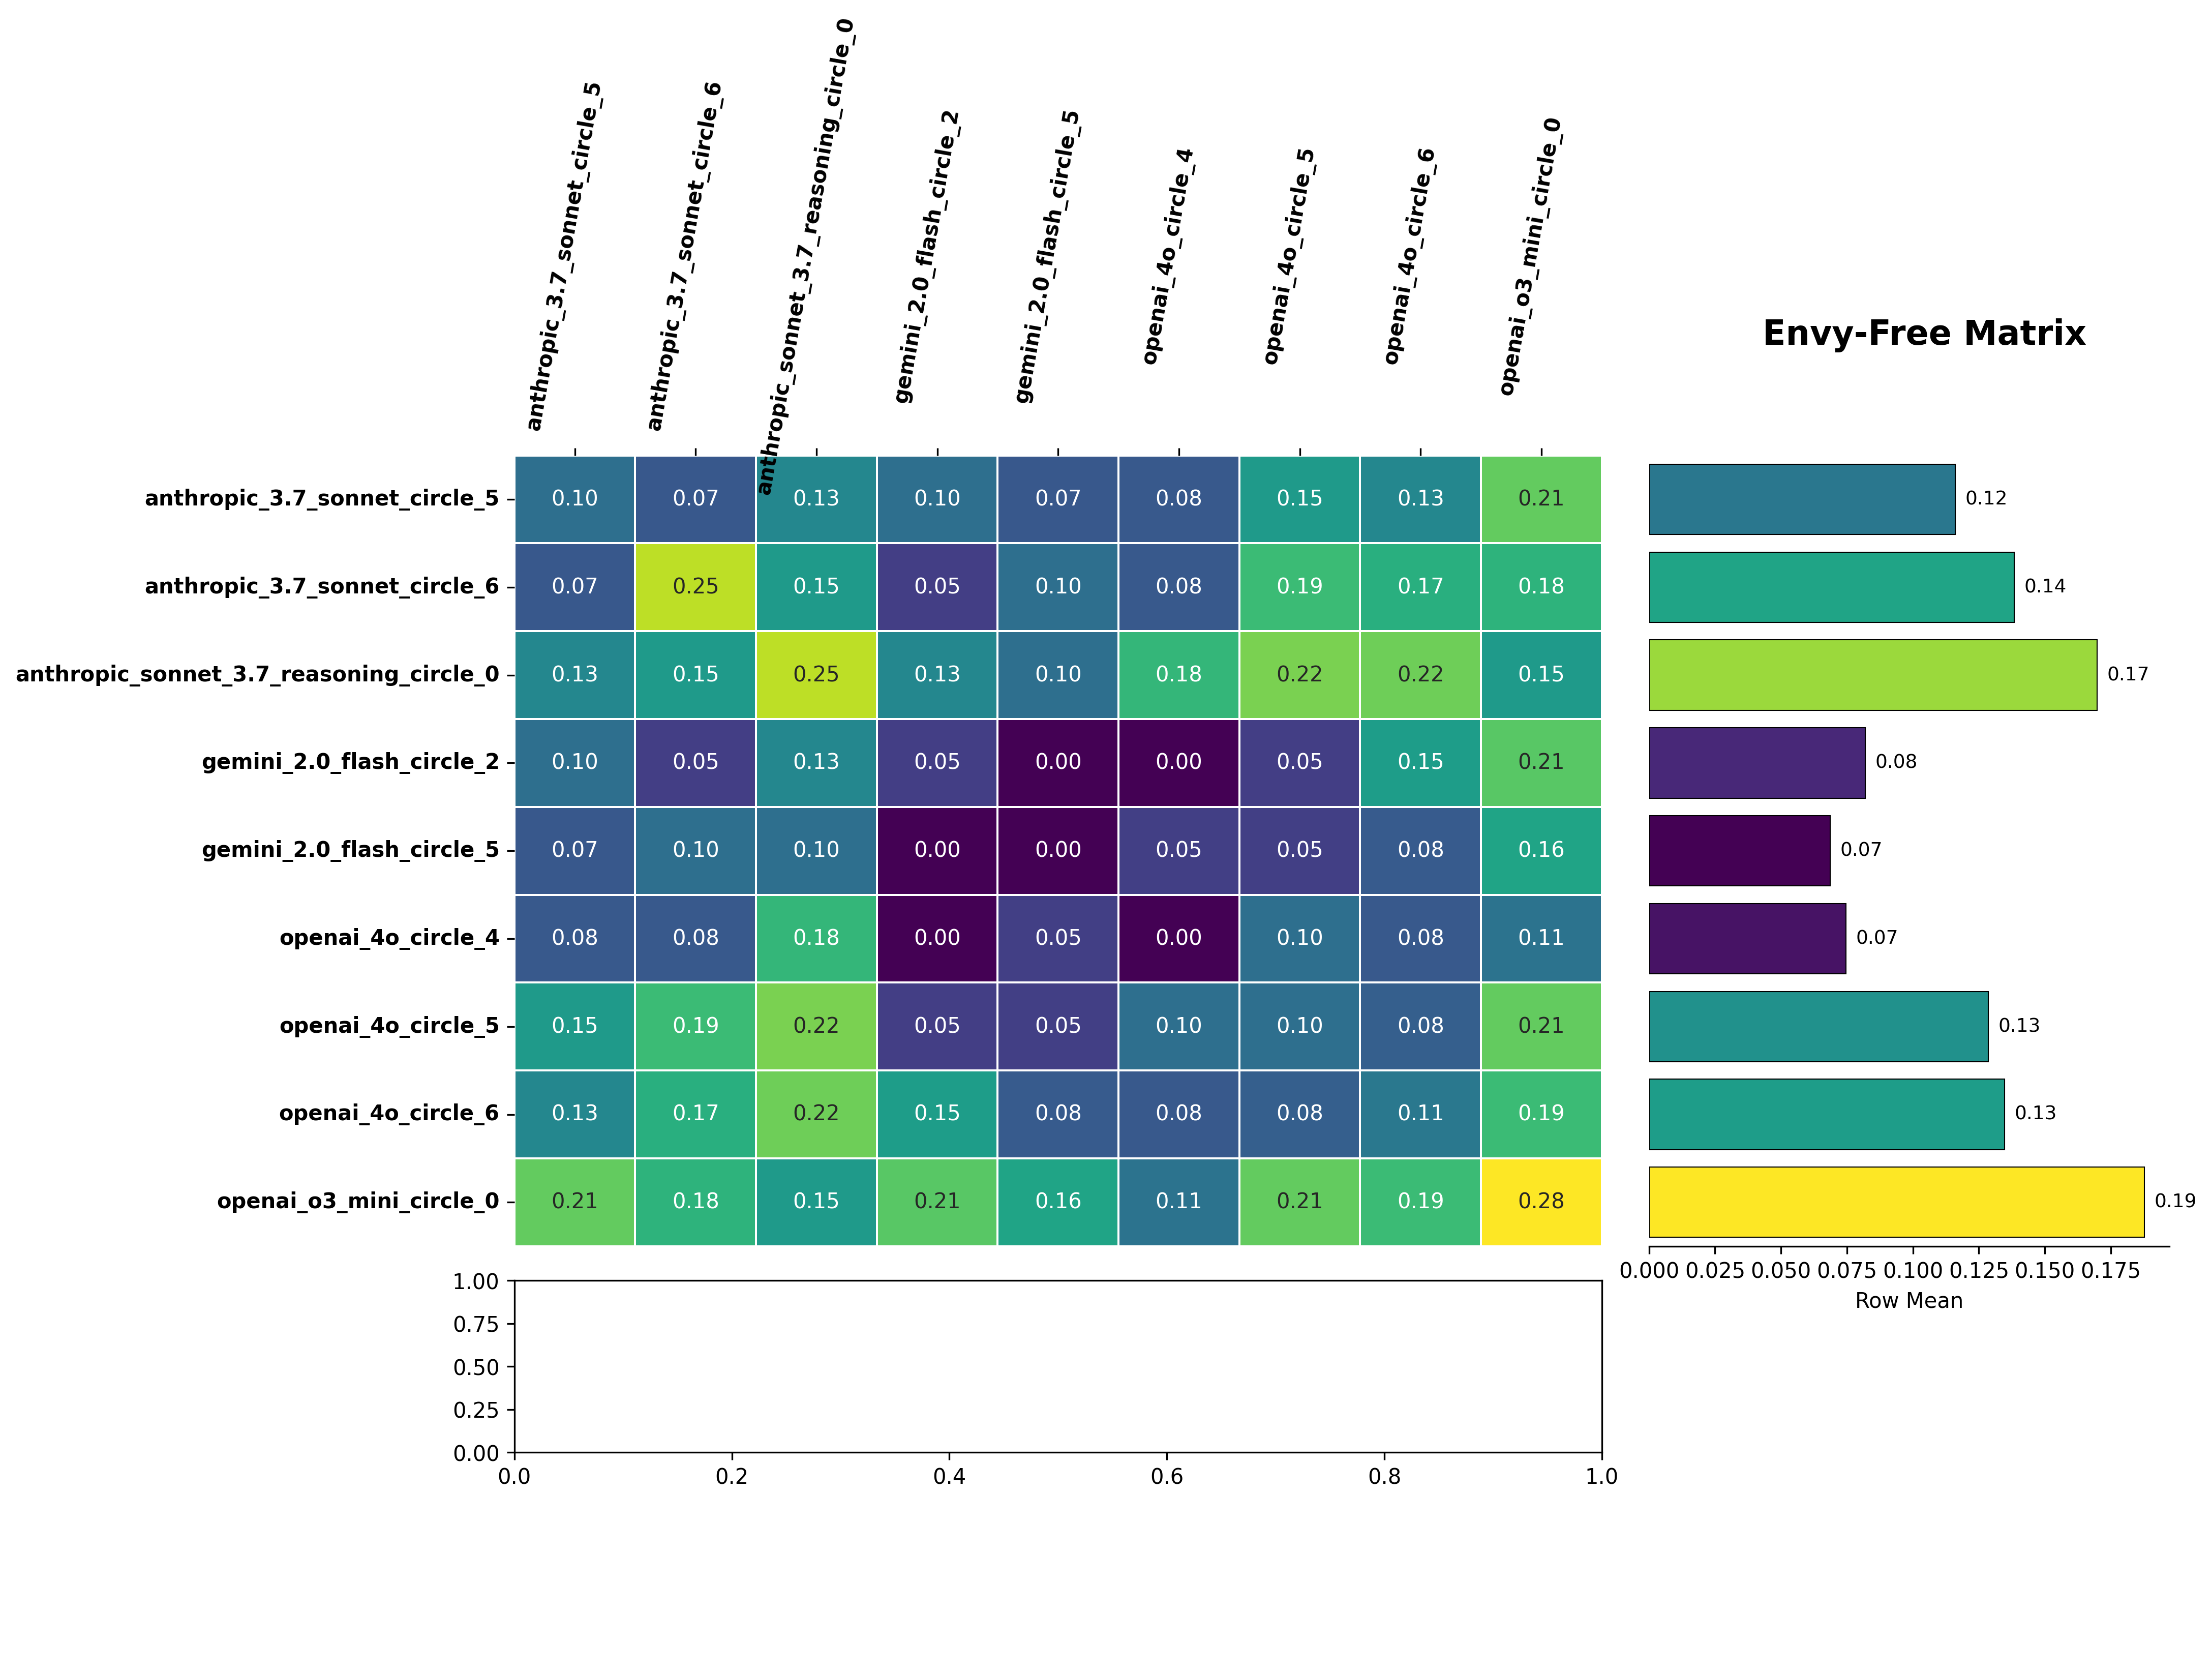 anthropic_3.7_sonnet_circle_5
anthropic_3.7_sonnet_circle_6
anthropic_sonnet_3.7_reasoning_circle_0
gemini_2.0_flash_circle_2
gemini_2.0_flash_circle_5
openai_4o_circle_4
openai_4o_circle_5
openai_4o_circle_6
openai_o3_mini_circle_0
Envy-Free Matrix
anthropic_3.7_sonnet_circle_5 0.10 0.07 0.13 0.10 0.07 0.08 0.15 0.13 0.21 0.12
anthropic_3.7_sonnet_circle_6 0.07 0.25 0.15 0.05 0.10 0.08 0.19 0.17 0.18 0.14
anthropic_sonnet_3.7_reasoning_circle_0 0.13 0.15 0.25 0.13 0.10 0.18 0.22 0.22 0.15 0.17
gemini_2.0_flash_circle_2 0.10 0.05 0.13 0.05 0.00 0.00 0.05 0.15 0.21 0.08
gemini_2.0_flash_circle_5 0.07 0.10 0.10 0.00 0.00 0.05 0.05 0.08 0.16 0.07
openai_4o_circle_4 0.08 0.08 0.18 0.00 0.05 0.00 0.10 0.08 0.11 0.07
openai_4o_circle_5 0.15 0.19 0.22 0.05 0.05 0.10 0.10 0.08 0.21 0.13
openai_4o_circle_6 0.13 0.17 0.22 0.15 0.08 0.08 0.08 0.11 0.19 0.13
openai_o3_mini_circle_0 0.21 0.18 0.15 0.21 0.16 0.11 0.21 0.19 0.28 0.19
0.000 0.025 0.050 0.075 0.100 0.125 0.150 0.175
Row Mean
1.00
0.75
0.50
0.25
0.00
0.0 0.2 0.4 0.6 0.8 1.0